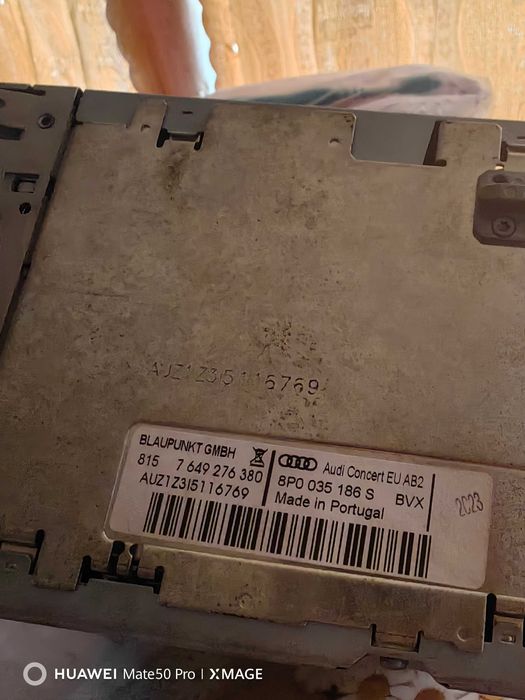 AUZ1Z3I5116769
BLAUPUNKT GMBH
815 7 649 276 380
AUZ1Z3I5116769
Audi Concert EU AB2
8P0 035 186 S BVX
Made in Portugal
2C23
HUAWEI Mate50 Pro | XMAGE